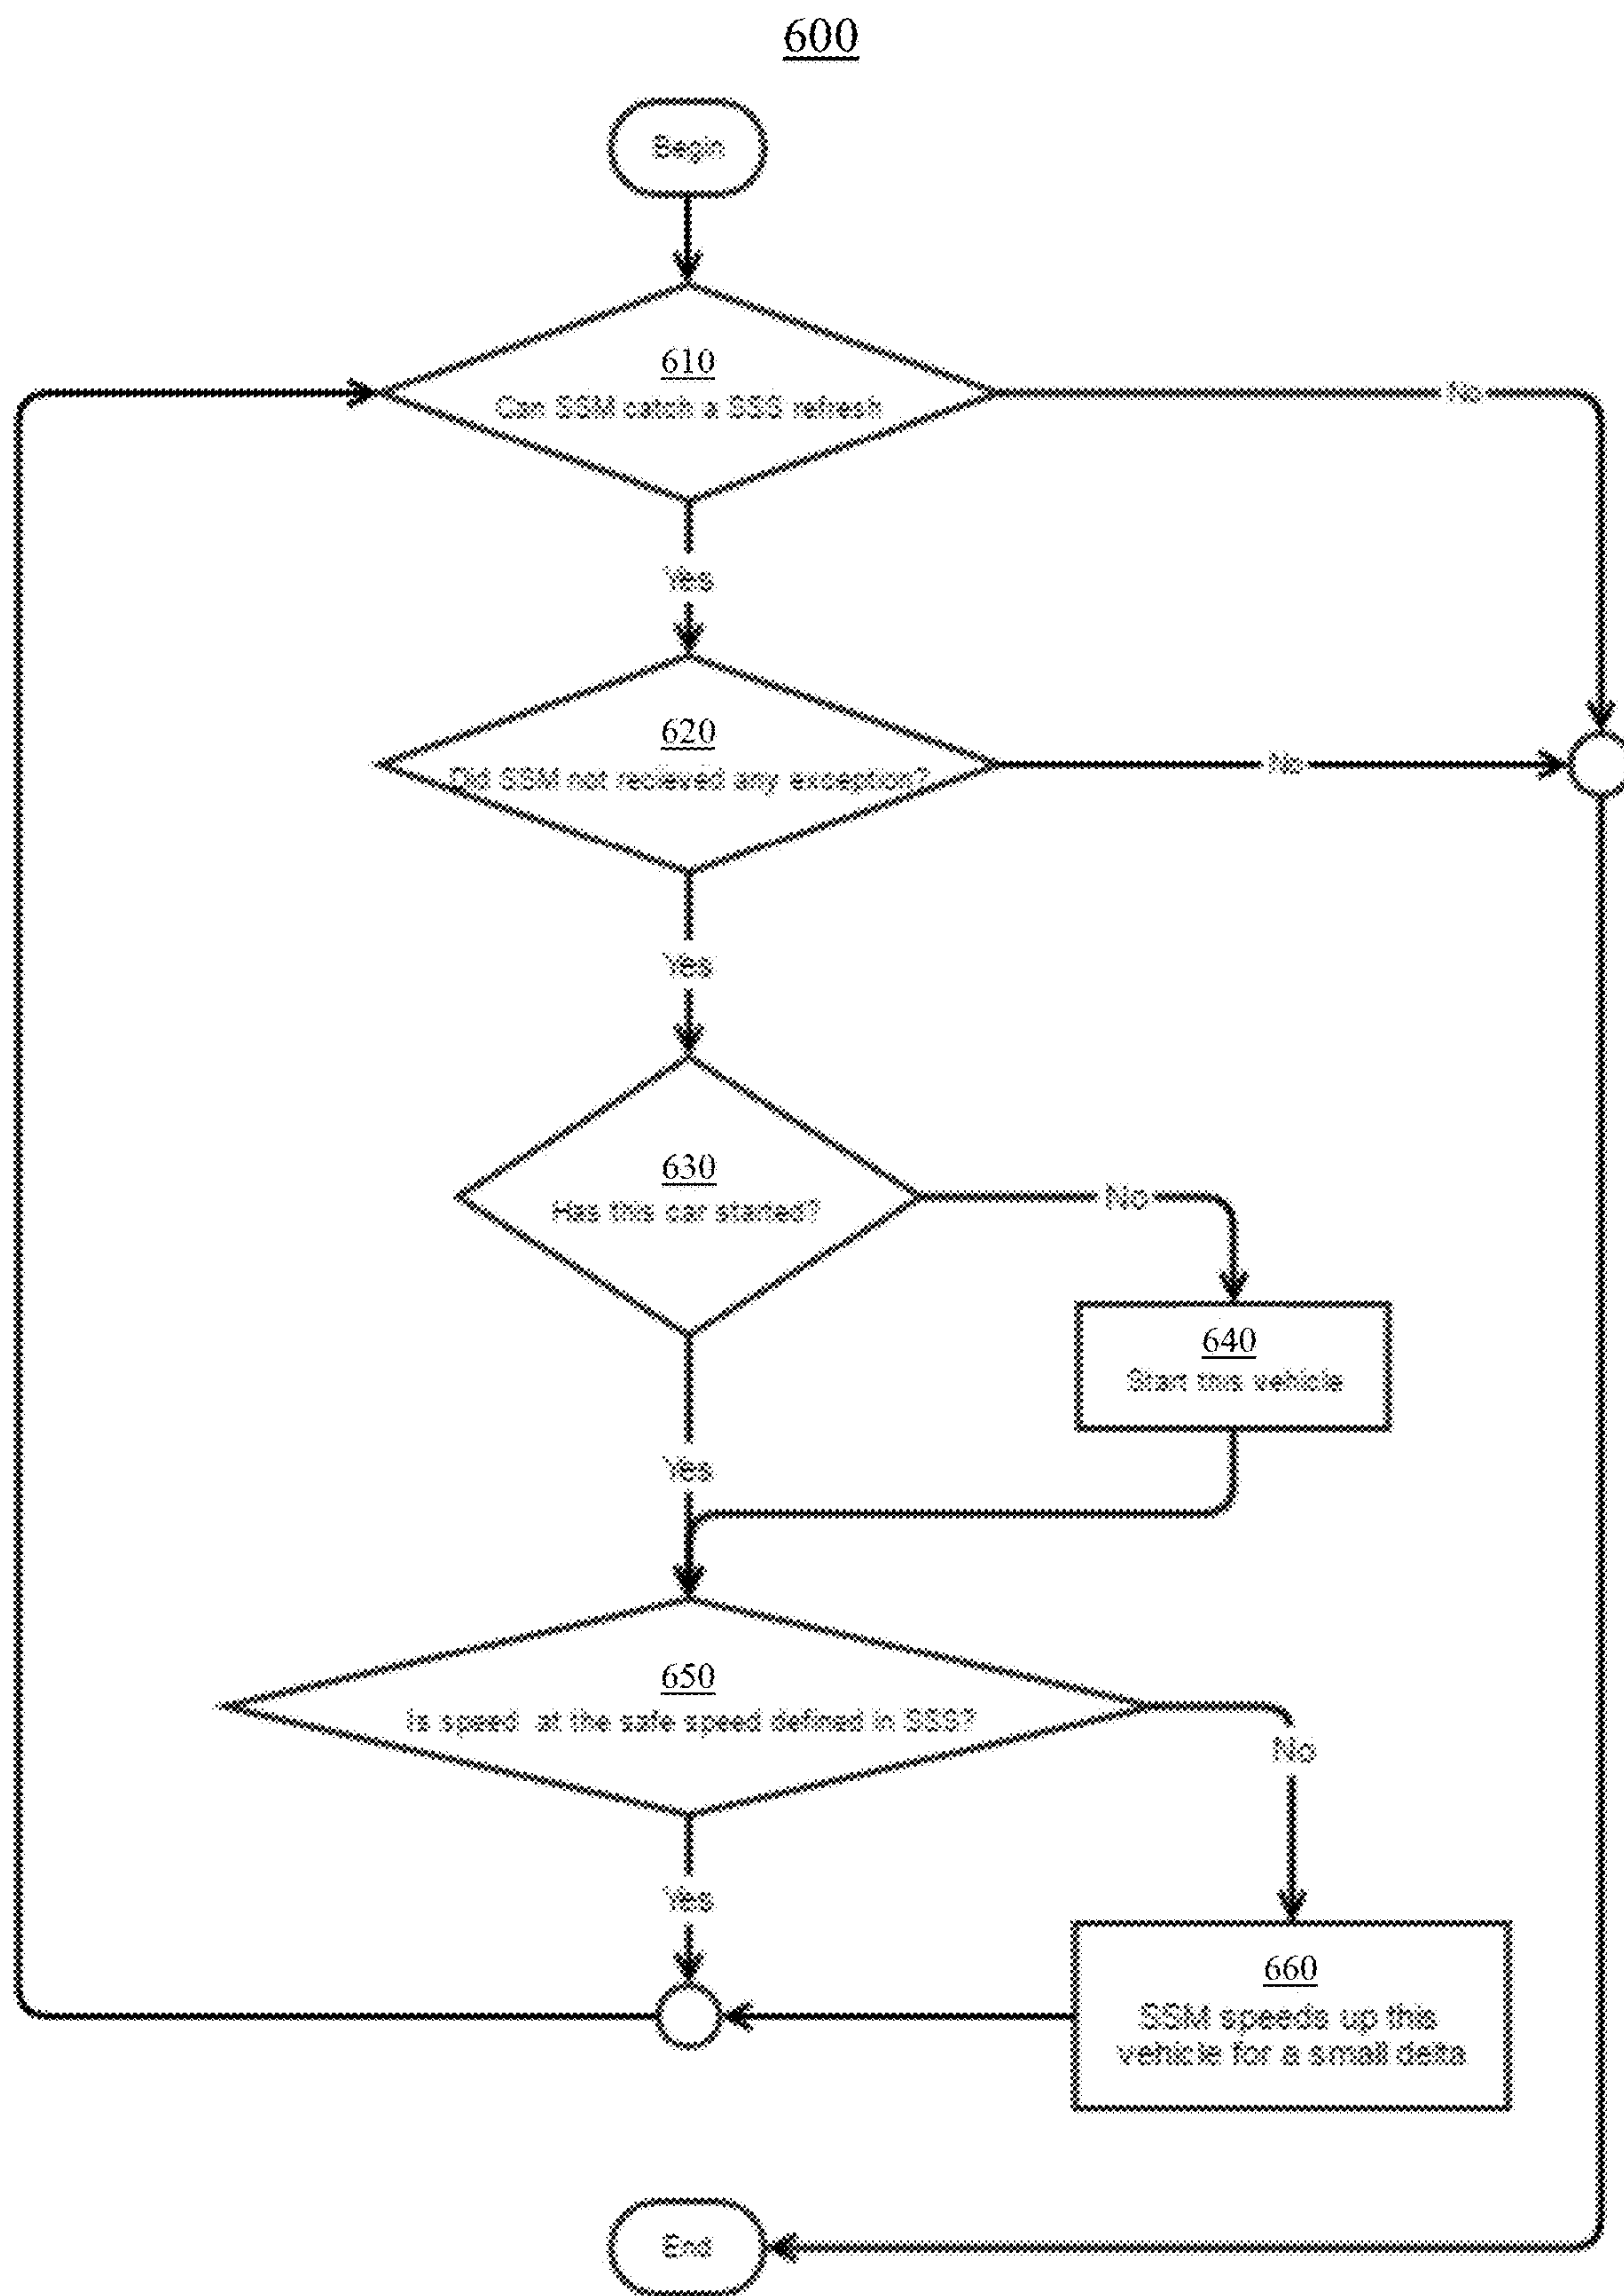 600
Begin
610
Can SSM catch a SSS refresh
No
Yes
620
Did SSM not recieved any exception?
No
Yes
630
Has this car started?
No
640
Start this vehicle
Yes
650
Is speed at the safe speed defined in SSS?
No
Yes
660
SSM speeds up this
vehicle for a small delta
End